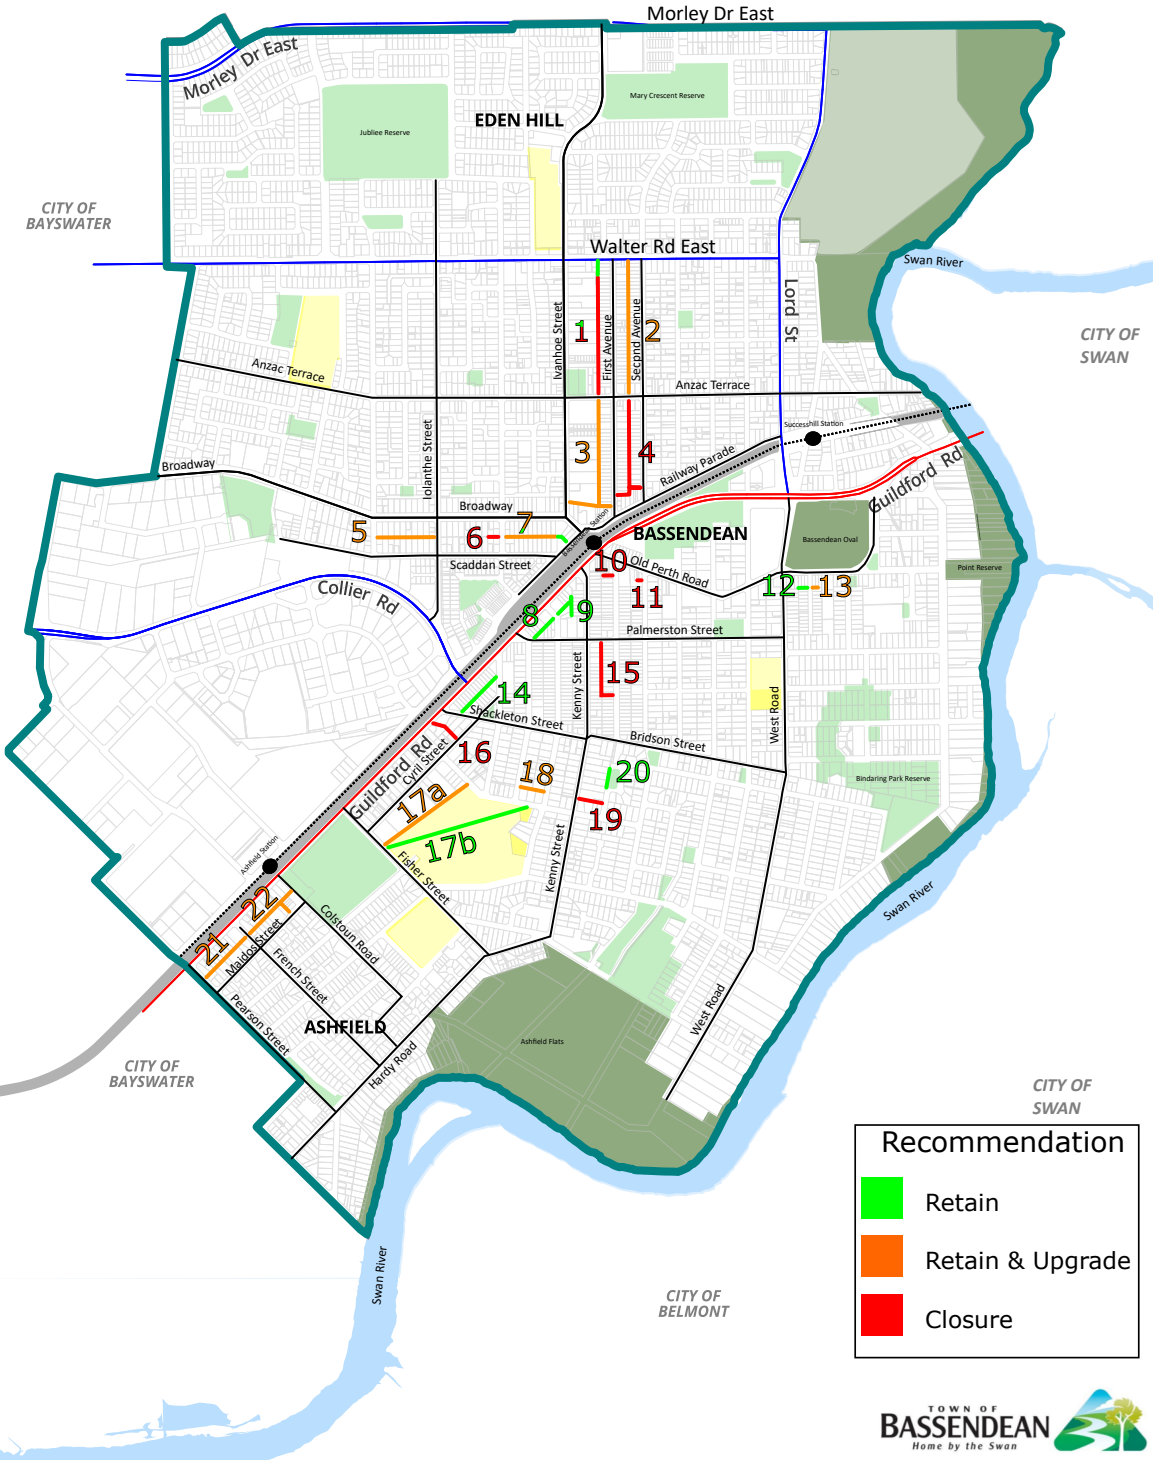 Morley Dr East
Morley Dr East
EDEN HILL
Mary Crescent Reserve
Jubliee Reserve
CITY OF
BAYSWATER
Walter Rd East
Swan River
Lord St
CITY OF
SWAN
Ivanhoe Street
1
First Avenue
Secpnd Avenue
2
Anzac Terrace
Anzac Terrace
Successhill Station
Iolanthe Street
3
4
Railway Parade
Guildford Rd
Broadway
Broadway
5
6
7
Bassendean Station
BASSENDEAN
Bassendean Oval
Scaddan Street
Old Perth Road
Point Reserve
10
11
12
13
Collier Rd
8
9
Palmerston Street
Kenny Street
15
West Road
14
Shackleton Street
Bridson Street
16
Guildford Rd
Cyril Street
18
20
Bindaring Park Reserve
17a
19
17b
Kenny Street
Fisher Street
Ashfield Station
22
21
Maidos Street
Colstoun Road
French Street
Swan River
Pearson Street
ASHFIELD
West Road
Ashfield Flats
Hardy Road
CITY OF
BAYSWATER
CITY OF
SWAN
Recommendation
Retain
Retain & Upgrade
Closure
Swan River
CITY OF
BELMONT
TOWN OF
BASSENDEAN
Home by the Swan